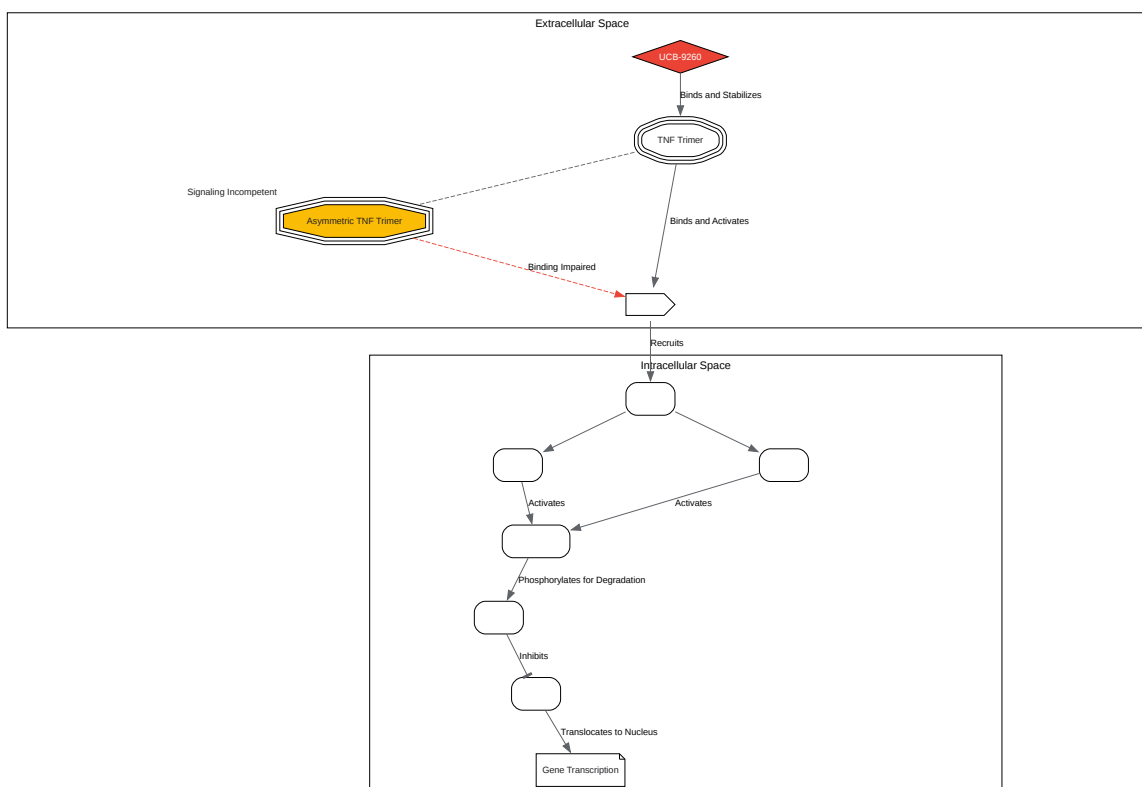 Extracellular Space
UCB-9260
Binds and Stabilizes
TNF Trimer
Signaling Incompetent
Asymmetric TNF Trimer
Binds and Activates
Binding Impaired
Recruits
Intracellular Space
Activates
Activates
Phosphorylates for Degradation
Inhibits
Translocates to Nucleus
Gene Transcription